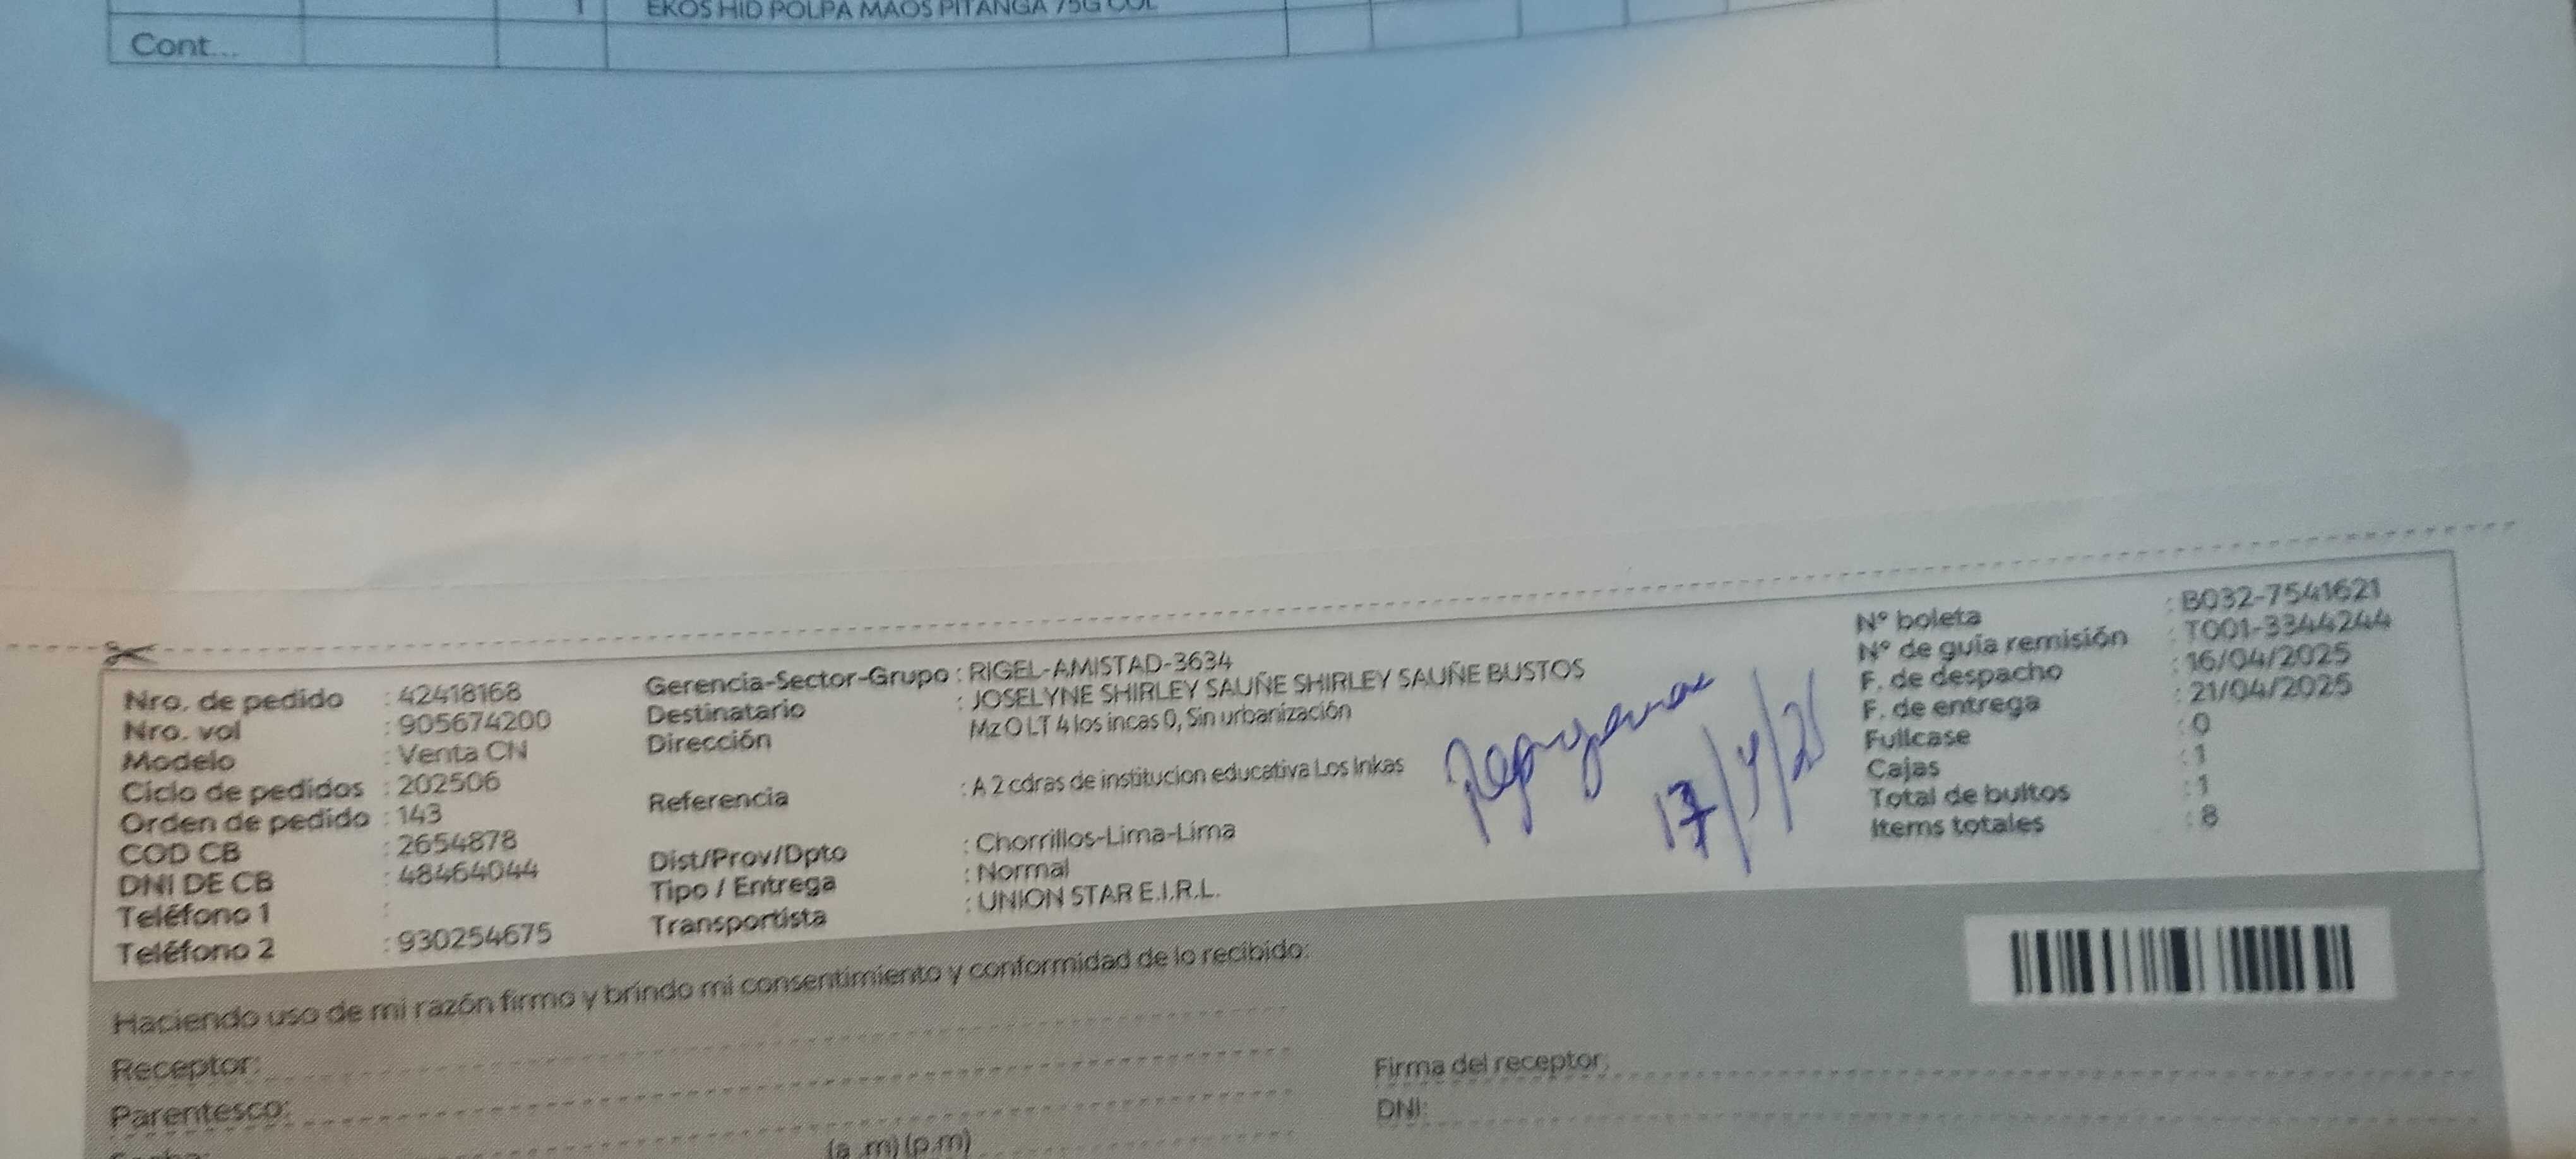 1 EKOS HID POLPA MAOS PITANGA 75G COL
Cont...
Nro. de pedido : 42418168
Nro. vol : 905674200
Modelo : Venta CN
Ciclo de pedidos : 202506
Orden de pedido : 143
COD CB : 2654878
DNI DE CB : 48464044
Teléfono 1 :
Teléfono 2 : 930254675
Gerencia-Sector-Grupo : RIGEL-AMISTAD-3634
Destinatario : JOSELYNE SHIRLEY SAUÑE SHIRLEY SAUÑE BUSTOS
Dirección Mz O LT 4 los incas 0, Sin urbanización
Referencia : A 2 cdras de institucion educativa Los Inkas
Dist/Prov/Dpto : Chorrillos-Lima-Lima
Tipo / Entrega : Normal
Transportista : UNION STAR E.I.R.L.
17/4/25
N° boleta : B032-7541621
N° de guía remisión : T001-3344244
F. de despacho : 16/04/2025
F. de entrega : 21/04/2025
Fullcase : 0
Cajas : 1
Total de bultos : 1
Items totales : 8
Haciendo uso de mi razón firmo y brindo mi consentimiento y conformidad de lo recibido:
Receptor:
Parentesco:
(a .m) (p.m)
Firma del receptor:
DNI: